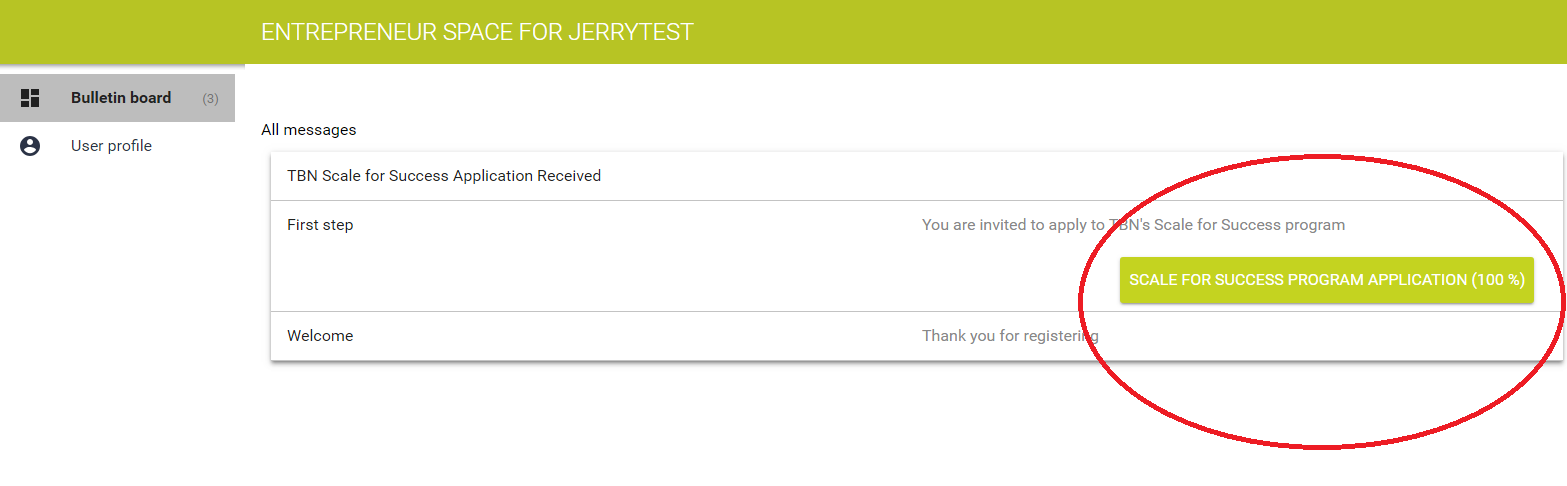 ENTREPRENEUR SPACE FOR JERRYTEST
Bulletin board (3)
User profile
All messages
TBN Scale for Success Application Received
First step You are invited to apply to TBN's Scale for Success program
SCALE FOR SUCCESS PROGRAM APPLICATION (100 %)
Welcome Thank you for registering